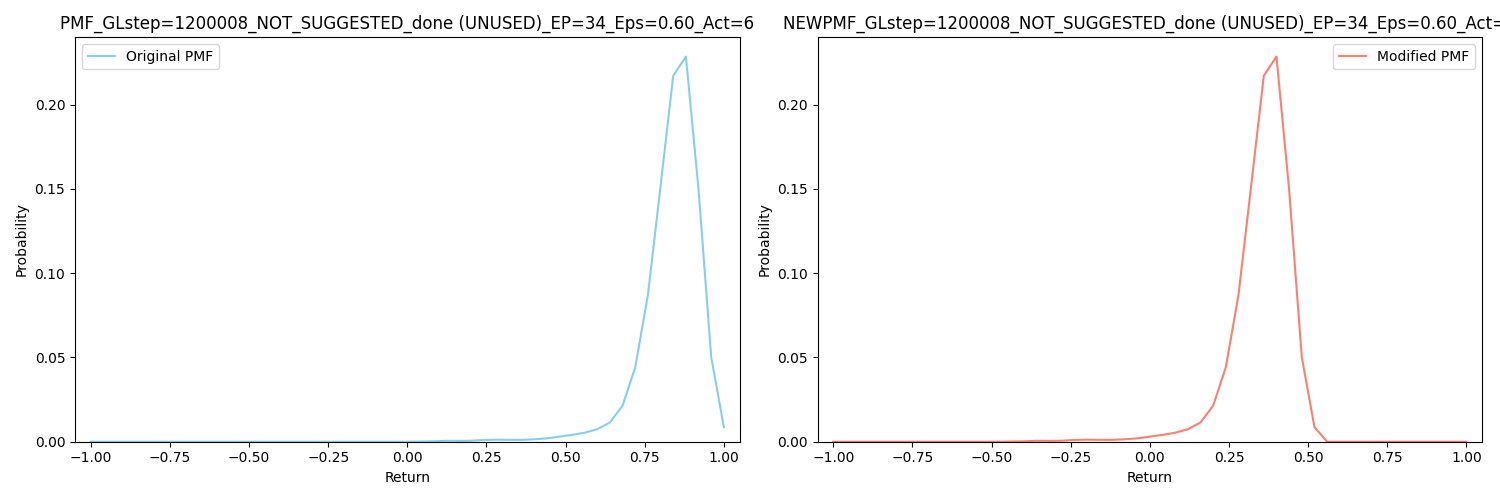 PMF_GLstep=1200008_NOT_SUGGESTED_done (UNUSED)_EP=34_Eps=0.60_Act=6
Original PMF
0.20
0.15
0.10
0.05
0.00
Probability
−1.00 −0.75 −0.50 −0.25 0.00 0.25 0.50 0.75 1.00
Return
NEWPMF_GLstep=1200008_NOT_SUGGESTED_done (UNUSED)_EP=34_Eps=0.60_Act=
Modified PMF
0.20
0.15
0.10
0.05
0.00
Probability
−1.00 −0.75 −0.50 −0.25 0.00 0.25 0.50 0.75 1.00
Return